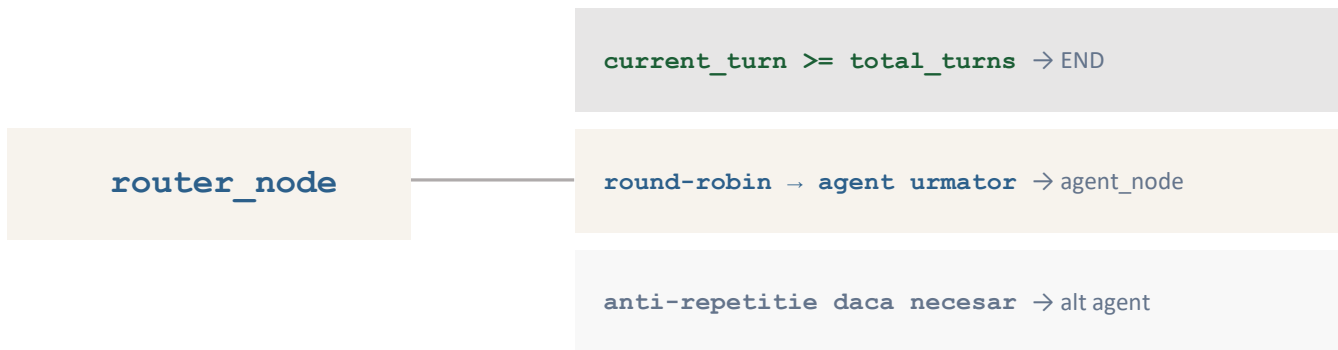 current_turn >= total_turns → END
router_node
round-robin → agent urmator → agent_node
anti-repetitie daca necesar → alt agent